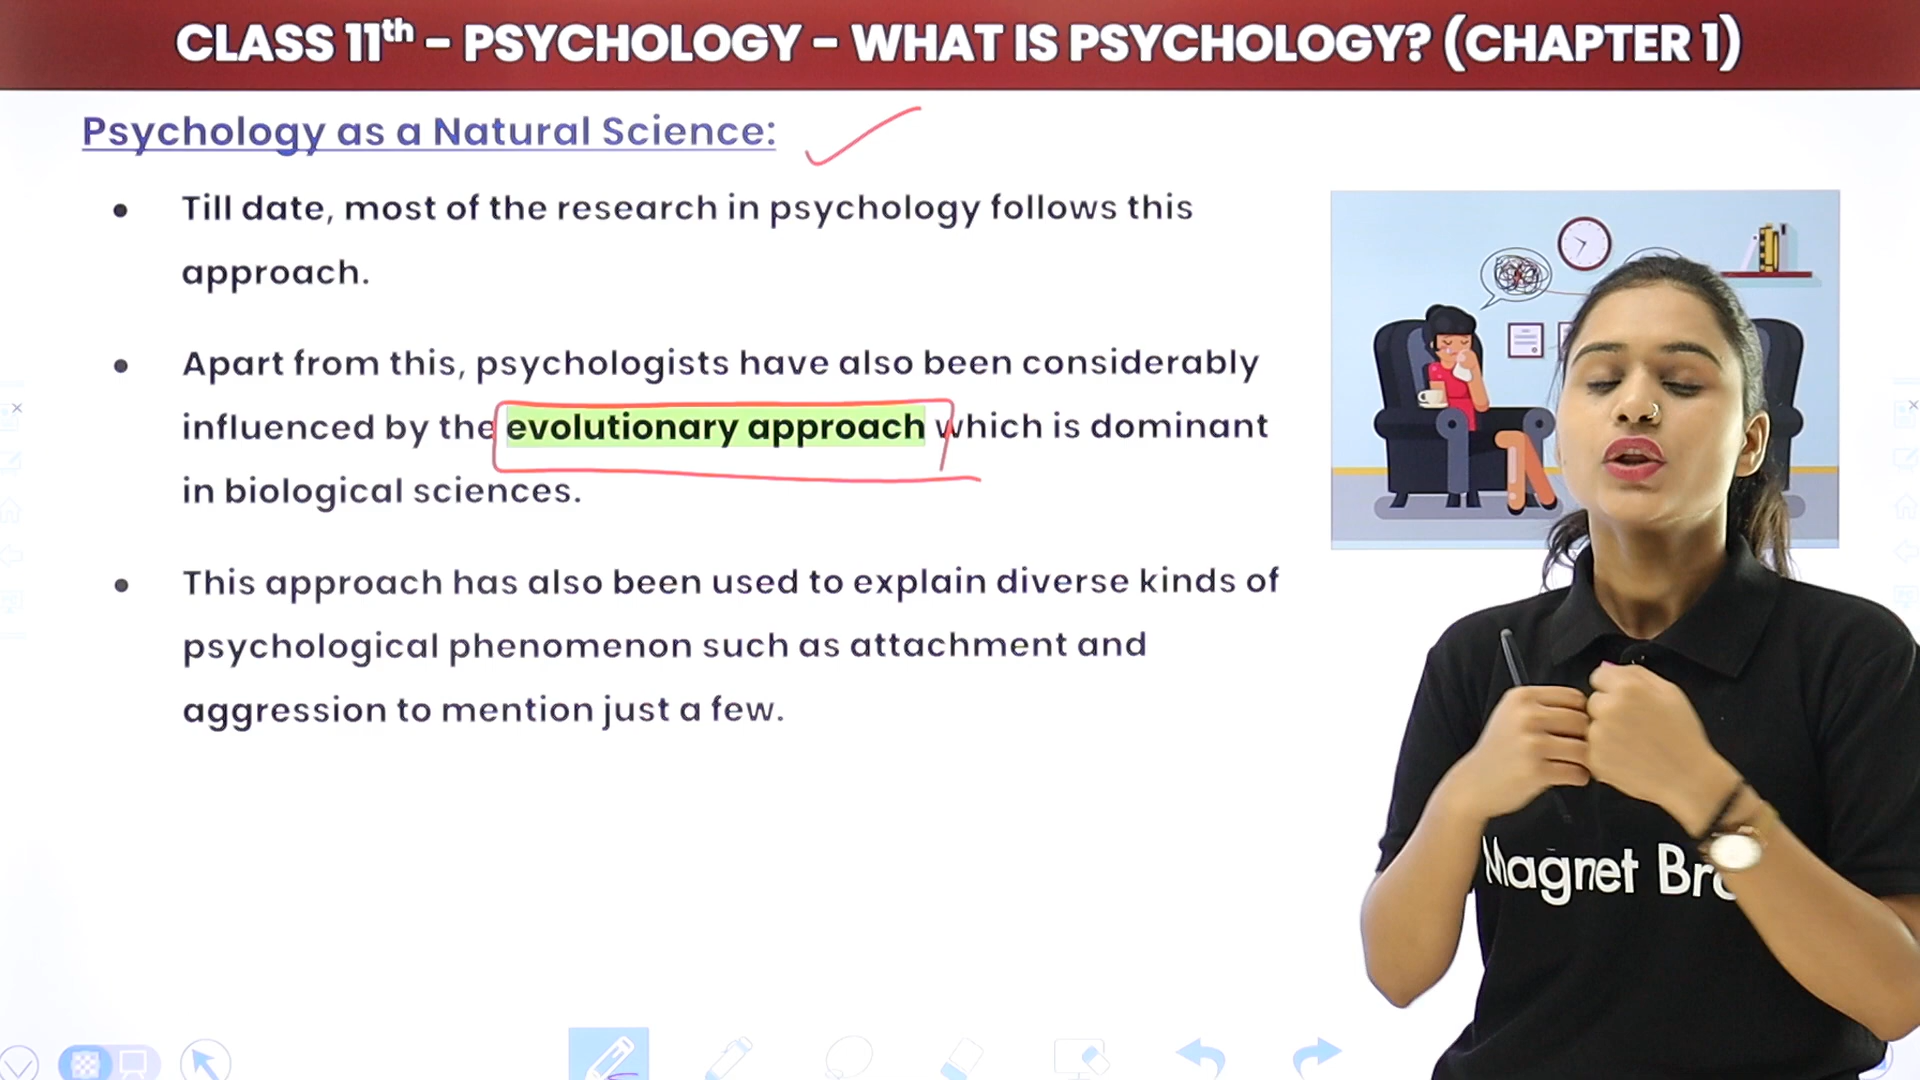 CLASS 11th – PSYCHOLOGY – WHAT IS PSYCHOLOGY? (CHAPTER 1)
Psychology as a Natural Science:
• Till date, most of the research in psychology follows this
approach.
• Apart from this, psychologists have also been considerably
influenced by the evolutionary approach which is dominant
in biological sciences.
• This approach has also been used to explain diverse kinds of
psychological phenomenon such as attachment and
aggression to mention just a few.
Magnet Br